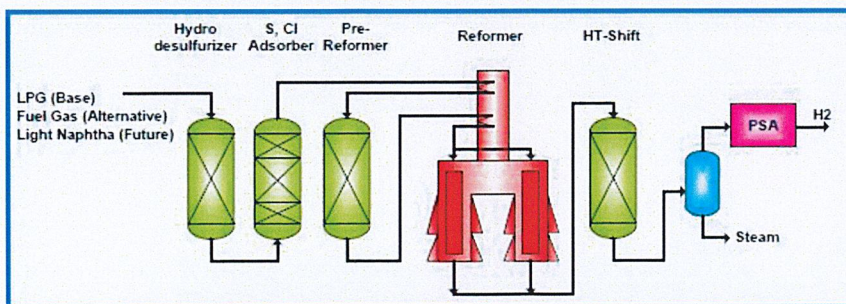 Hydro
desulfurizer
S, Cl
Adsorber
Pre-
Reformer
Reformer
HT-Shift
LPG (Base)
Fuel Gas (Alternative)
Light Naphtha (Future)
PSA
H2
Steam